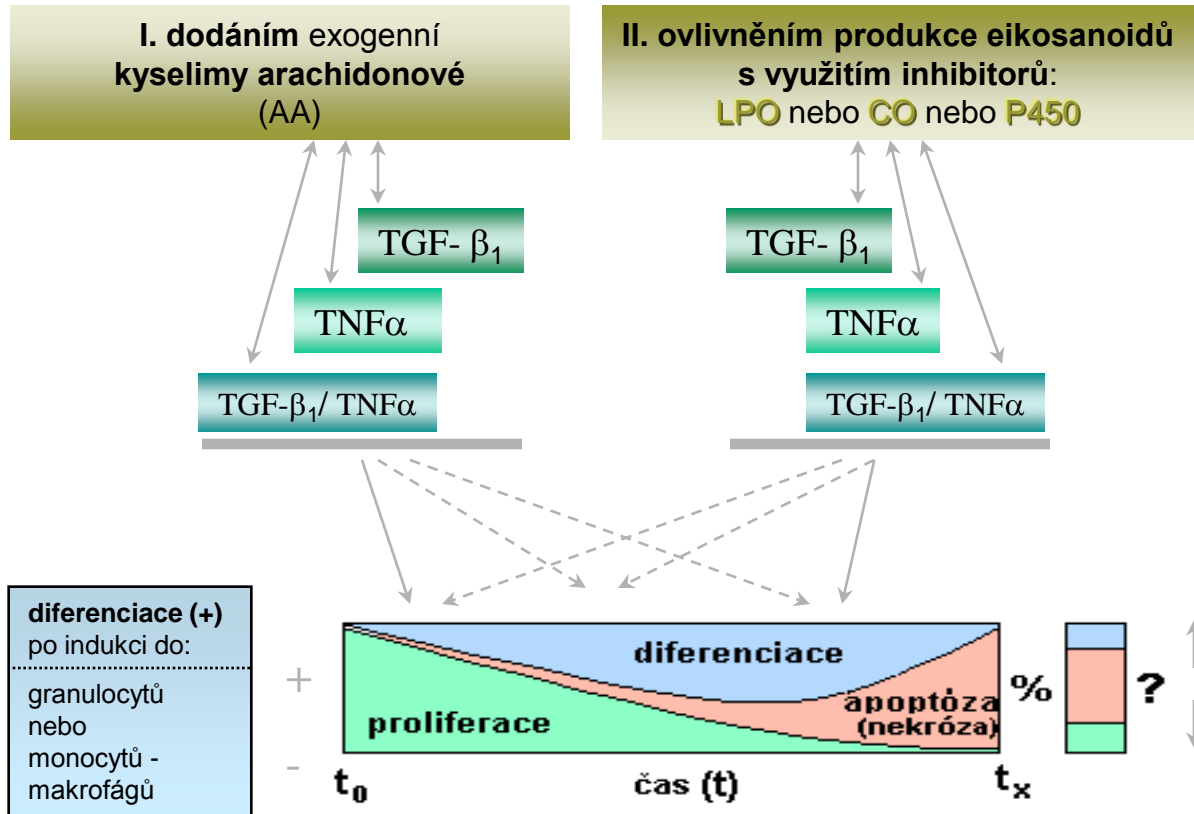 I. dodáním exogenní
kyselimy arachidonové
(AA)
II. ovlivněním produkce eikosanoidů
s využitím inhibitorů:
LPO nebo CO nebo P450
TGF- β₁
TNFα
TGF-β₁/ TNFα
TGF- β₁
TNFα
TGF-β₁/ TNFα
diferenciace (+)
po indukci do:
granulocytů
nebo
monocytů -
makrofágů
+
-
diferenciace
proliferace
apoptóza
(nekróza)
% ?
t₀
čas (t)
tₓ